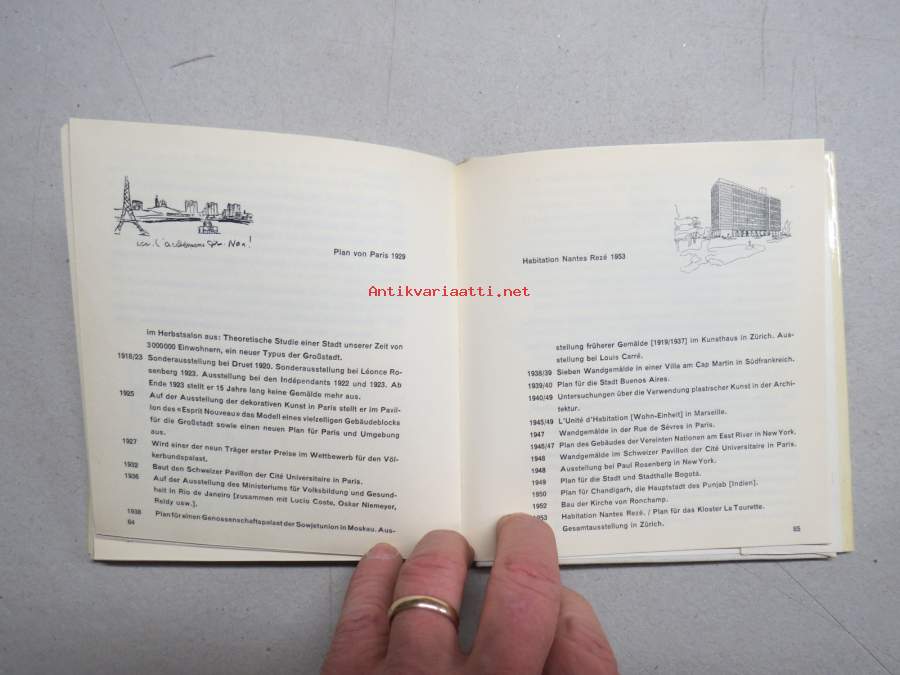 Non!
Plan von Paris 1929
im Herbstsalon aus: Theoretische Studie einer Stadt unserer Zeit von
3000000 Einwohnern, ein neuer Typus der Großstadt.
1918/23 Sonderausstellung bei Druet 1920. Sonderausstellung bei Léonce Ro-
senberg 1923. Ausstellung bei den Indépendants 1922 und 1923. Ab
Ende 1923 stellt er 15 Jahre lang keine Gemälde mehr aus.
1925 Auf der Ausstellung der dekorativen Kunst in Paris stellt er im Pavil-
lon des «Esprit Nouveau» das Modell eines vielzelligen Gebäudeblocks
für die Großstadt sowie einen neuen Plan für Paris und Umgebung
aus.
1927 Wird einer der neun Träger erster Preise im Wettbewerb für den Völ-
kerbundspalast.
1932 Baut den Schweizer Pavillon der Cité Universitaire in Paris.
1936 Auf der Ausstellung des Ministeriums für Volksbildung und Gesund-
heit in Rio de Janeiro [zusammen mit Lucio Coste, Oskar Niemeyer,
Reidy usw.].
1938 Plan für einen Genossenschaftspalast der Sowjetunion in Moskau. Aus-
64
Habitation Nantes Rezé 1953
stellung früherer Gemälde [1919/1937] im Kunsthaus in Zürich. Aus-
stellung bei Louis Carré.
1938/39 Sieben Wandgemälde in einer Villa am Cap Martin in Südfrankreich.
1939/40 Plan für die Stadt Buenos Aires.
1940/49 Untersuchungen über die Verwendung plastischer Kunst in der Archi-
tektur.
1945/49 L'Unité d'Habitation [Wohn-Einheit] in Marseille.
1947 Wandgemälde in der Rue de Sèvres in Paris.
1946/47 Plan des Gebäudes der Vereinten Nationen am East River in New York.
1948 Wandgemälde im Schweizer Pavillon der Cité Universitaire in Paris.
1948 Ausstellung bei Paul Rosenberg in New York.
1949 Plan für die Stadt und Stadthalle Bogota.
1950 Plan für Chandigarh, die Hauptstadt des Punjab [Indien].
1952 Bau der Kirche von Ronchamp.
1953 Habitation Nantes Rezé. / Plan für das Kloster La Tourette.
Gesamtausstellung in Zürich.
65
Antikvariaatti.net